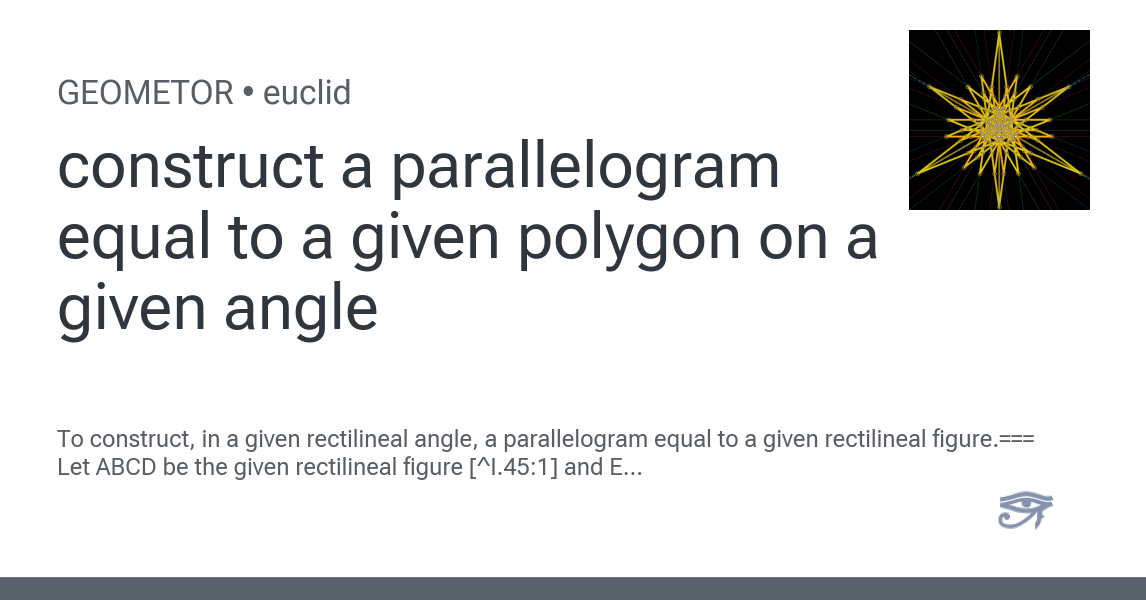 GEOMETOR • euclid
construct a parallelogram
equal to a given polygon on a
given angle
To construct, in a given rectilineal angle, a parallelogram equal to a given rectilineal figure.===
Let ABCD be the given rectilineal figure [^I.45:1] and E...